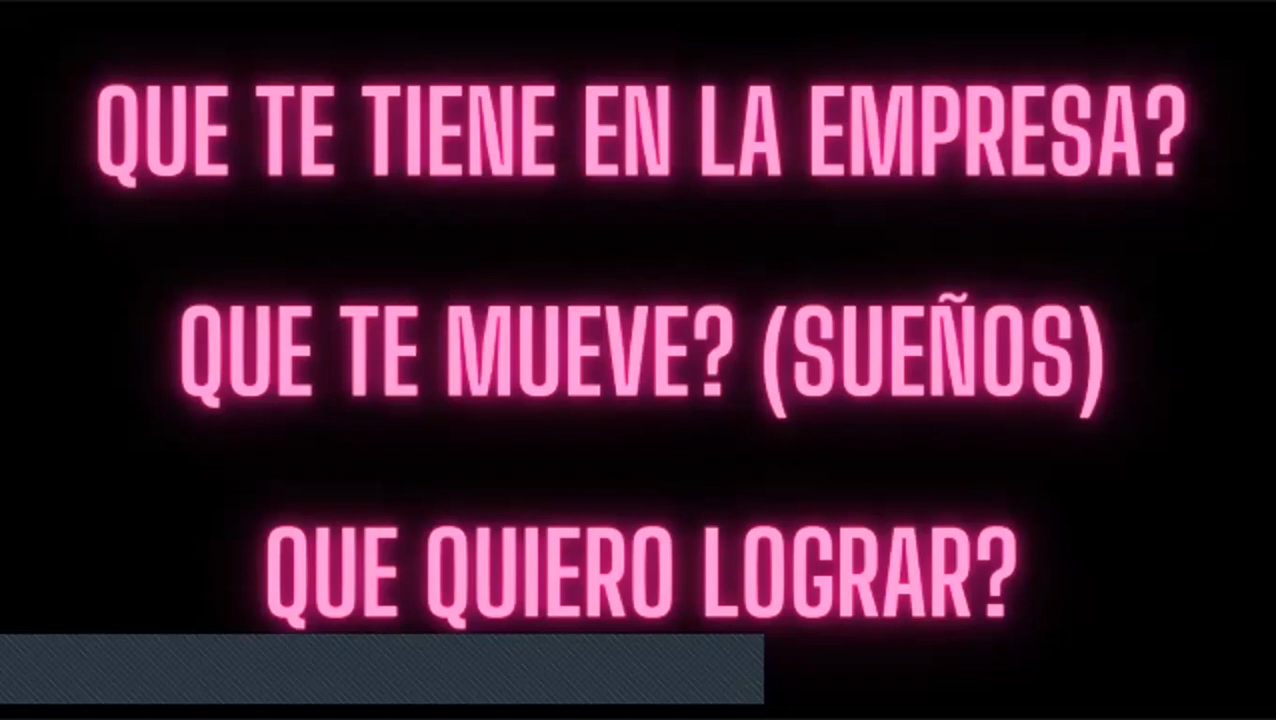 QUE TE TIENE EN LA EMPRESA?
QUE TE MUEVE? (SUEÑOS)
QUE QUIERO LOGRAR?